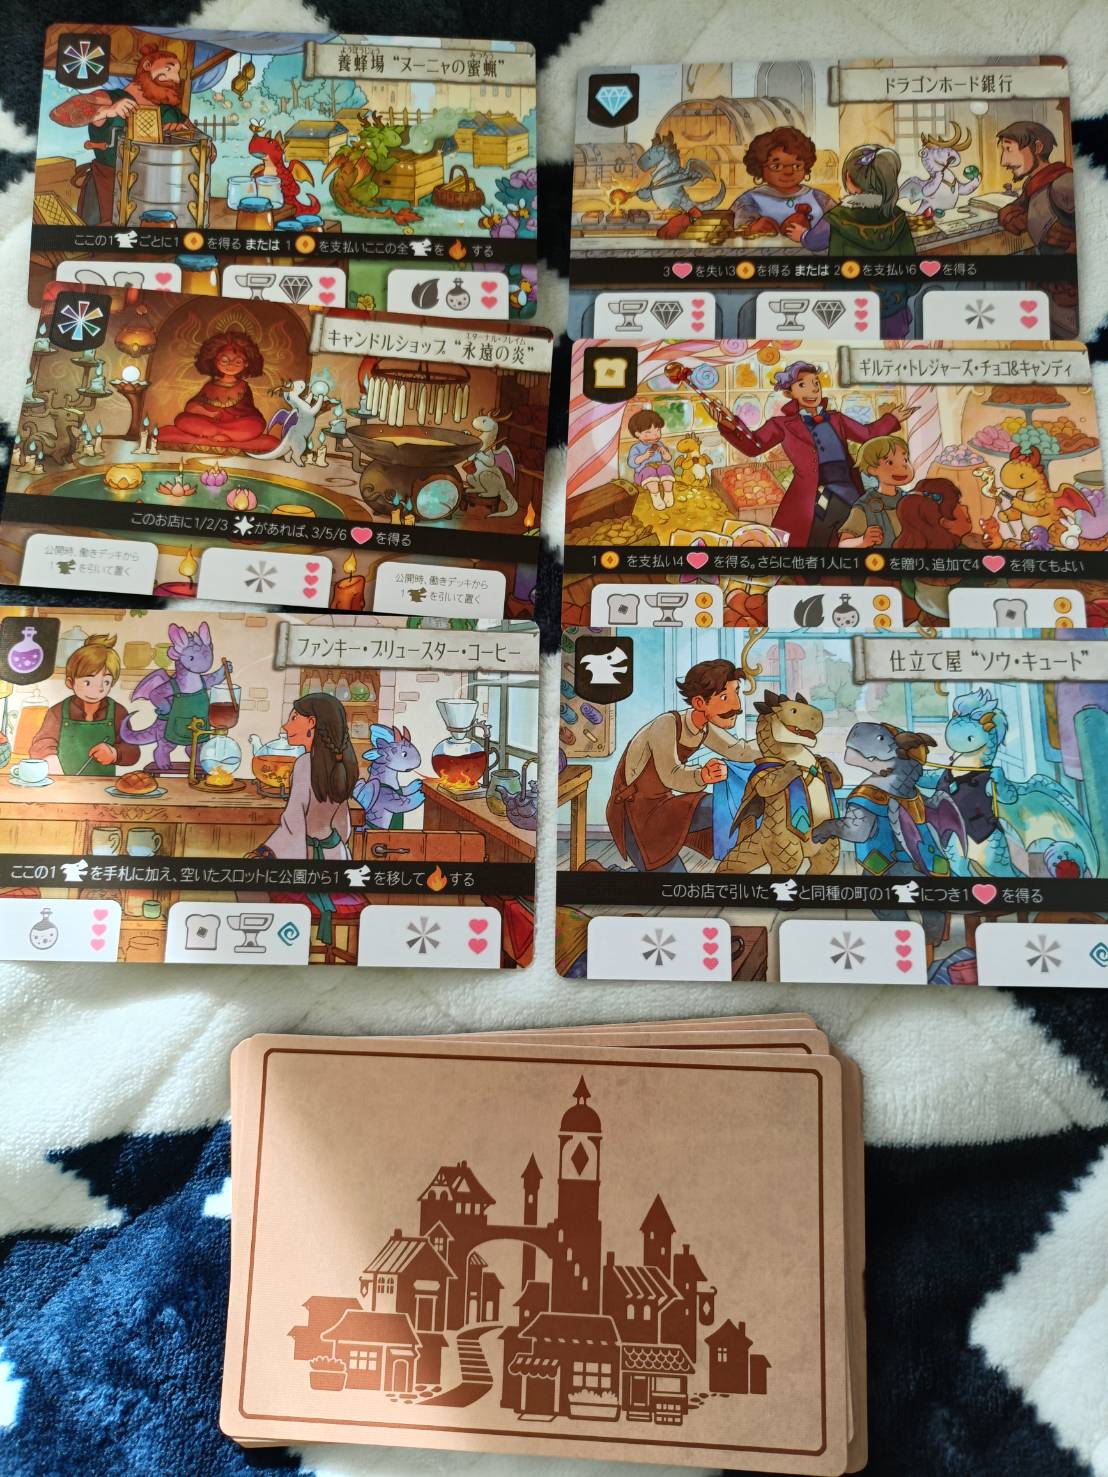 養蜂場 “ヌーニャの蜜蝋”
ようほうじょう
みつろう
ここの1ごとに1を得る または 1を支払いここの全をする
ドラゴンホード銀行
3を失い3を得る または 2を支払い6を得る
キャンドルショップ “永遠の炎”
このお店に1/2/3があれば、3/5/6を得る
公開時、働きデッキから
1を引いて置く
公開時、働きデッキから
1を引いて置く
ギルティ・トレジャーズ・チョコ&キャンディ
1を支払い4を得る。さらに他者1人に1を贈り、追加で4を得てもよい
ファンキー・ブリュースター・コーヒー
ここの1を手札に加え、空いたスロットに公園から1を移してする
仕立て屋 “ソウ・キュート”
このお店で引いたと同種の町の1につき1を得る